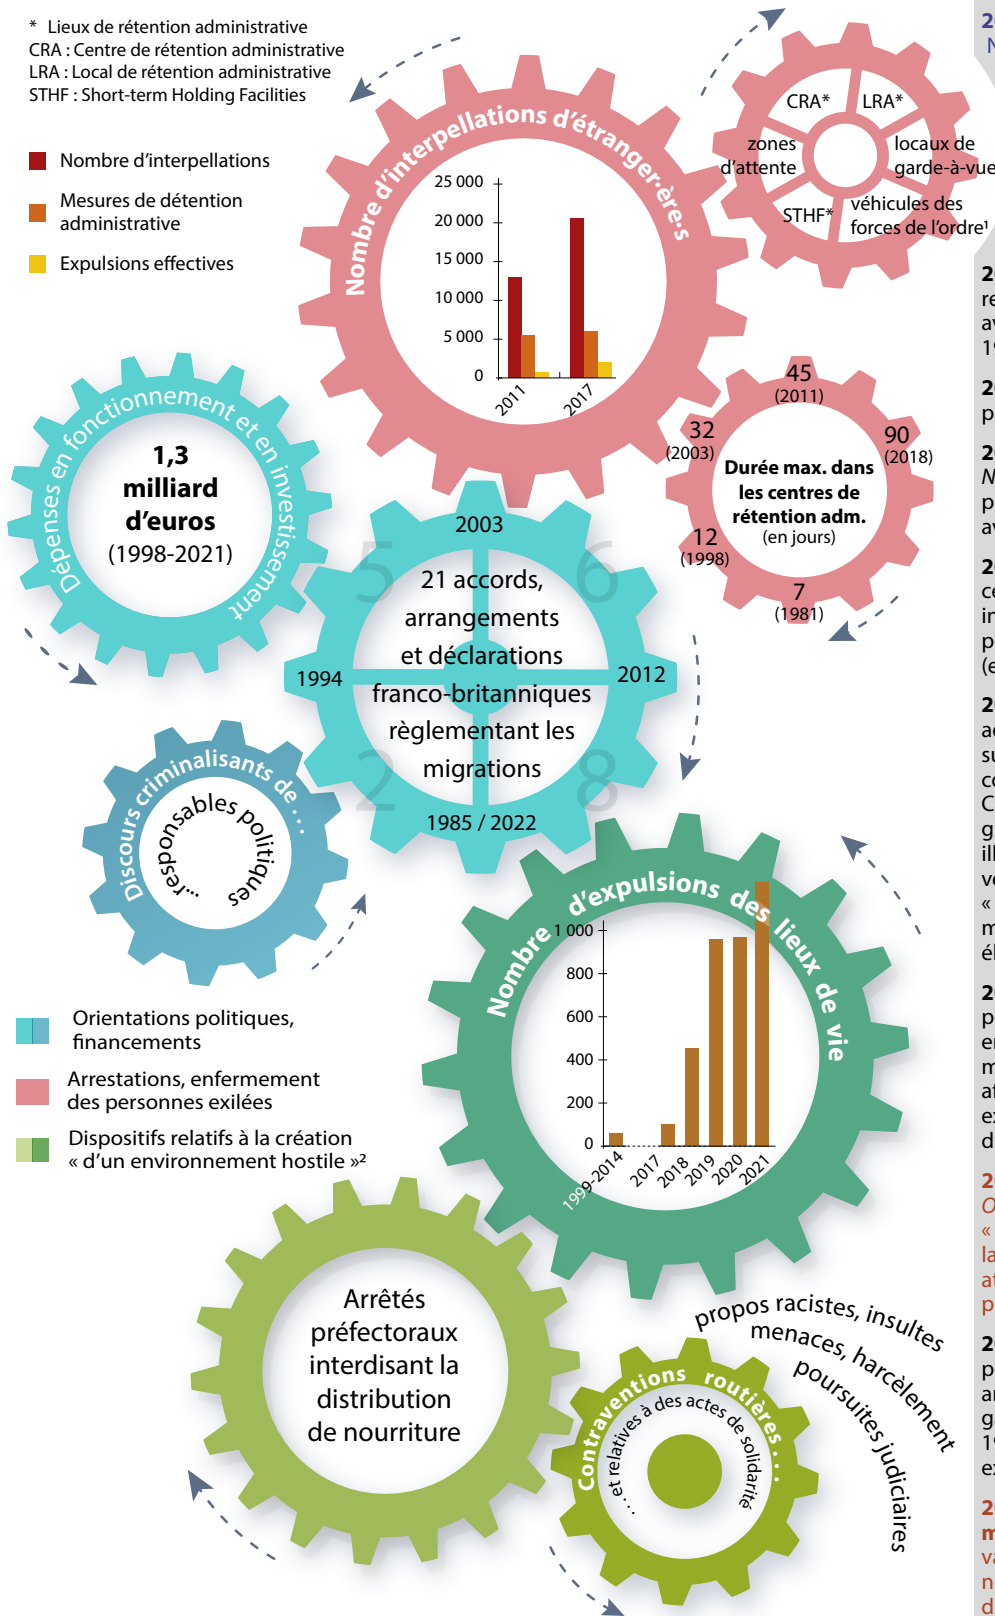 * Lieux de rétention administrative
CRA : Centre de rétention administrative
LRA : Local de rétention administrative
STHF : Short-term Holding Facilities
Nombre d'interpellations
Mesures de détention
administrative
Expulsions effectives
Nombre d'interpellations d'étranger·ère·s
25 000
20 000
15 000
10 000
5 000
0
2011
2017
CRA*
LRA*
zones
d'attente
locaux de
garde-à-vue
STHF*
véhicules des
forces de l'ordre¹
45
(2011)
32
(2003)
90
(2018)
Durée max. dans
les centres de
rétention adm.
(en jours)
12
(1998)
7
(1981)
Dépenses en fonctionnement et en investissement
1,3
milliard
d'euros
(1998-2021)
2003
5
6
21 accords,
arrangements
et déclarations
franco-britanniques
règlementant les
migrations
1994
2012
2
8
1985 / 2022
Discours criminalisants de . . .
...responsables politiques
Orientations politiques,
financements
Arrestations, enfermement
des personnes exilées
Dispositifs relatifs à la création
« d'un environnement hostile »²
Nombre d'expulsions des lieux de vie
1 000
800
600
400
200
0
1999-2014
2017
2018
2019
2020
2021
Arrêtés
préfectoraux
interdisant la
distribution
de nourriture
Contraventions routières . . . .
. . . et relatives à des actes de solidarité
propos racistes, insultes
menaces, harcèlement
poursuites judiciaires